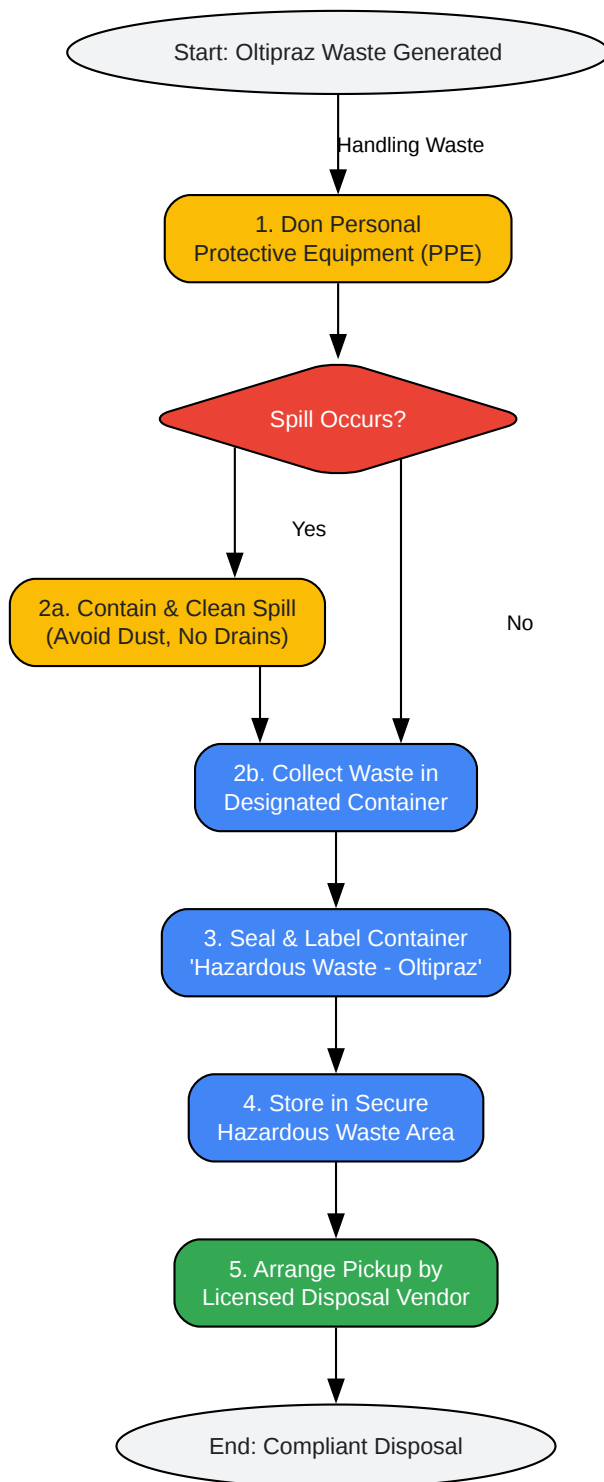 Start: Oltipraz Waste Generated
Handling Waste
1. Don Personal
Protective Equipment (PPE)
Spill Occurs?
Yes
2a. Contain & Clean Spill
(Avoid Dust, No Drains)
No
2b. Collect Waste in
Designated Container
3. Seal & Label Container
'Hazardous Waste - Oltipraz'
4. Store in Secure
Hazardous Waste Area
5. Arrange Pickup by
Licensed Disposal Vendor
End: Compliant Disposal